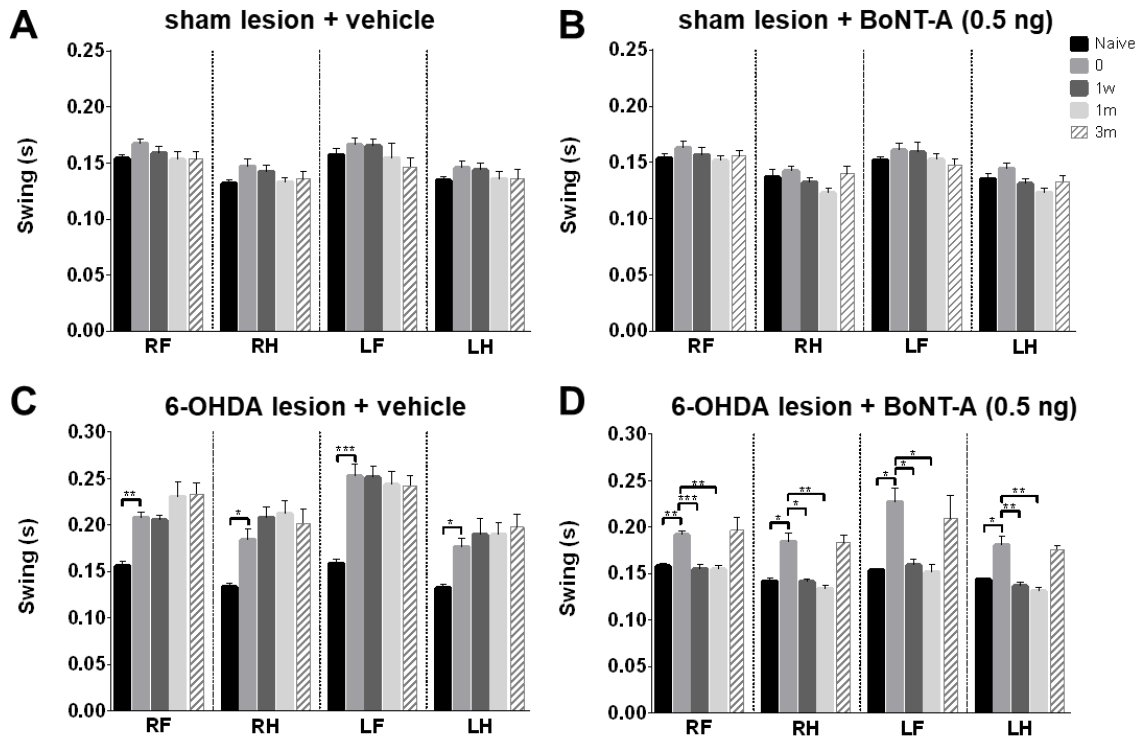 A sham lesion + vehicle
Swing (s)
0.25
0.20
0.15
0.10
0.05
0.00
RF RH LF LH
B sham lesion + BoNT-A (0.5 ng)
Naive
0
1w
1m
3m
Swing (s)
0.25
0.20
0.15
0.10
0.05
0.00
RF RH LF LH
C 6-OHDA lesion + vehicle
Swing (s)
0.30
0.25
0.20
0.15
0.10
0.05
0.00
** * *** *
RF RH LF LH
D 6-OHDA lesion + BoNT-A (0.5 ng)
Swing (s)
0.30
0.25
0.20
0.15
0.10
0.05
0.00
** *** ** * * ** * * * * ** **
RF RH LF LH